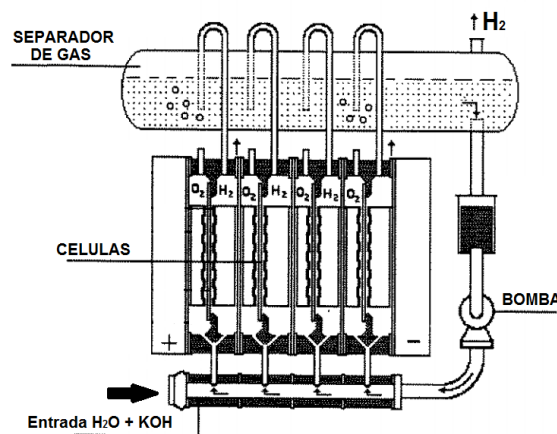 H₂
SEPARADOR
DE GAS
O₂ H₂ O₂ H₂ O₂ H₂ O₂
CELULAS
BOMBA
+ -
Entrada H₂O + KOH